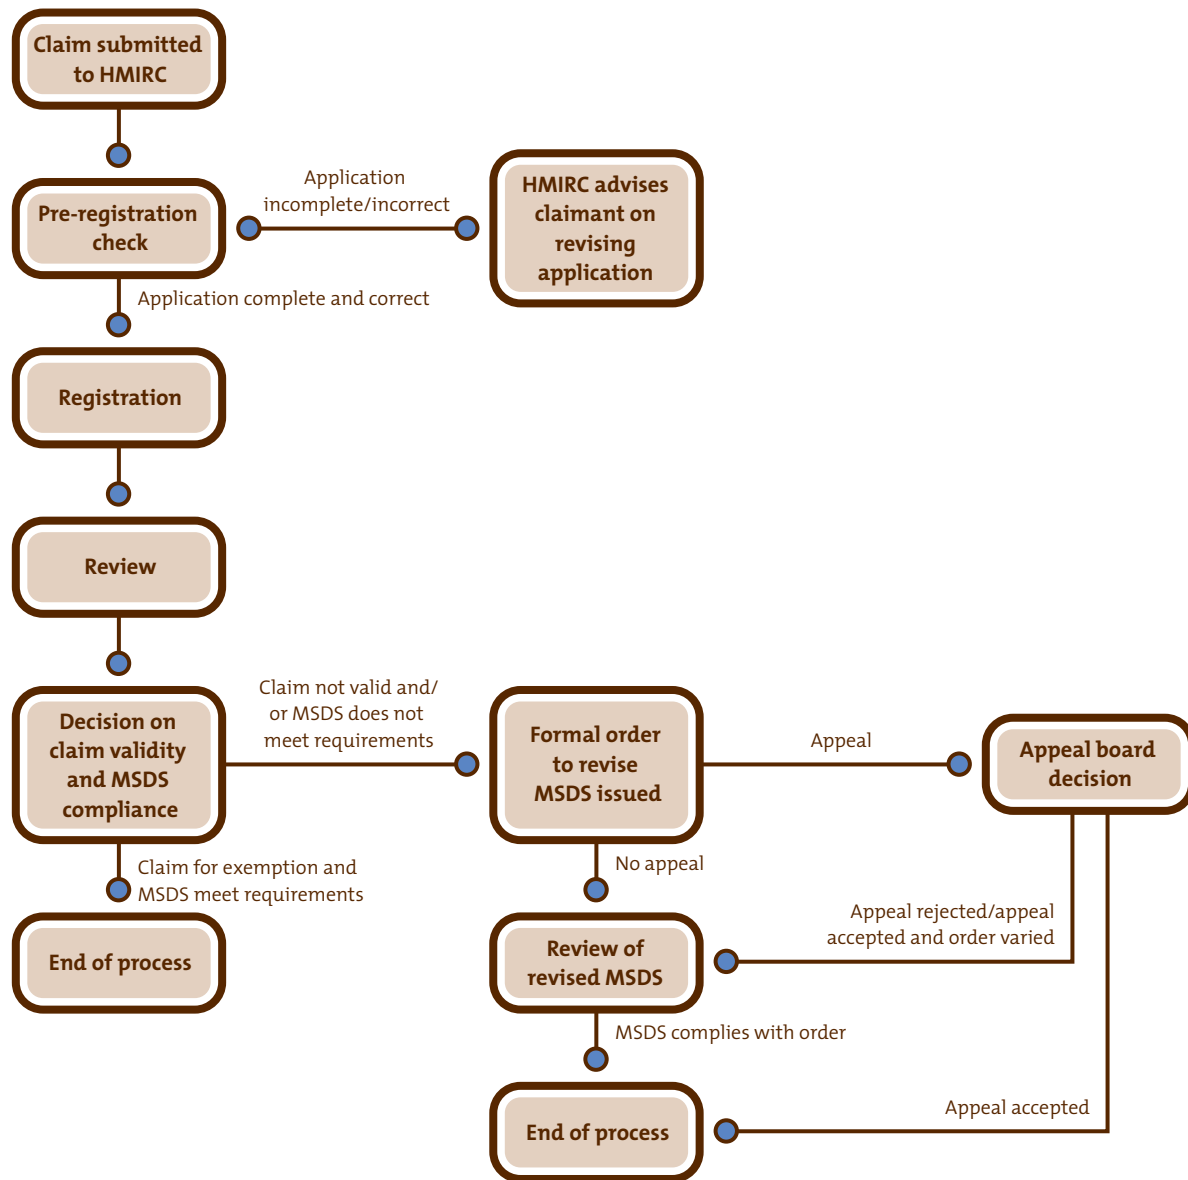 Claim submitted
to HMIRC
Pre-registration
check
Application
incomplete/incorrect
HMIRC advises
claimant on
revising
application
Application complete and correct
Registration
Review
Decision on
claim validity
and MSDS
compliance
Claim not valid and/
or MSDS does not
meet requirements
Formal order
to revise
MSDS issued
Appeal
Appeal board
decision
Claim for exemption and
MSDS meet requirements
No appeal
End of process
Review of
revised MSDS
Appeal rejected/appeal
accepted and order varied
MSDS complies with order
End of process
Appeal accepted